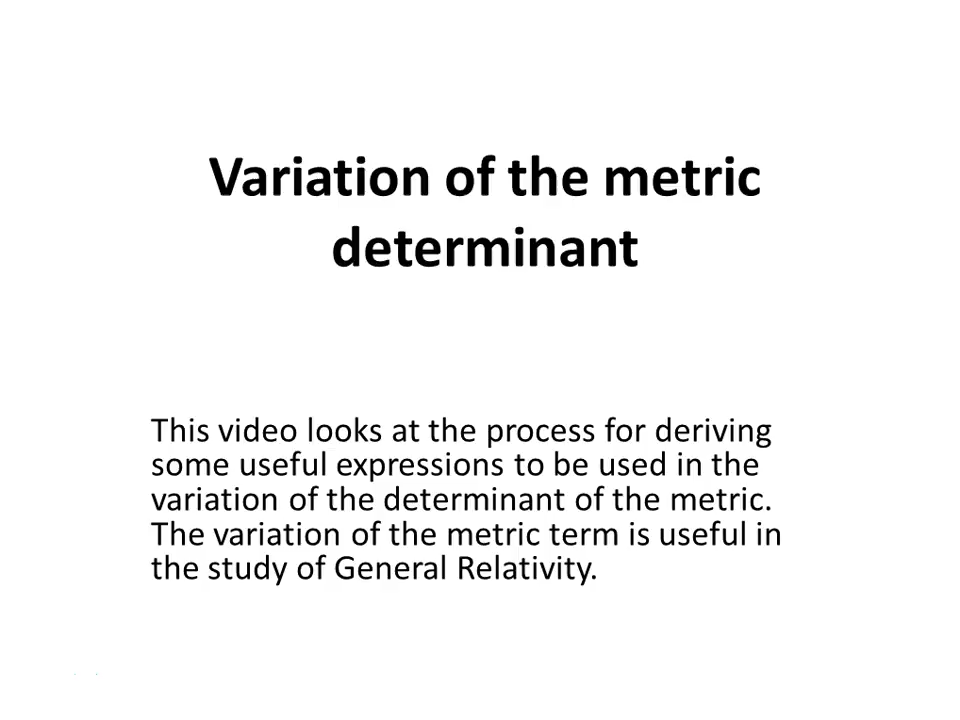 Variation of the metric
determinant
This video looks at the process for deriving
some useful expressions to be used in the
variation of the determinant of the metric.
The variation of the metric term is useful in
the study of General Relativity.